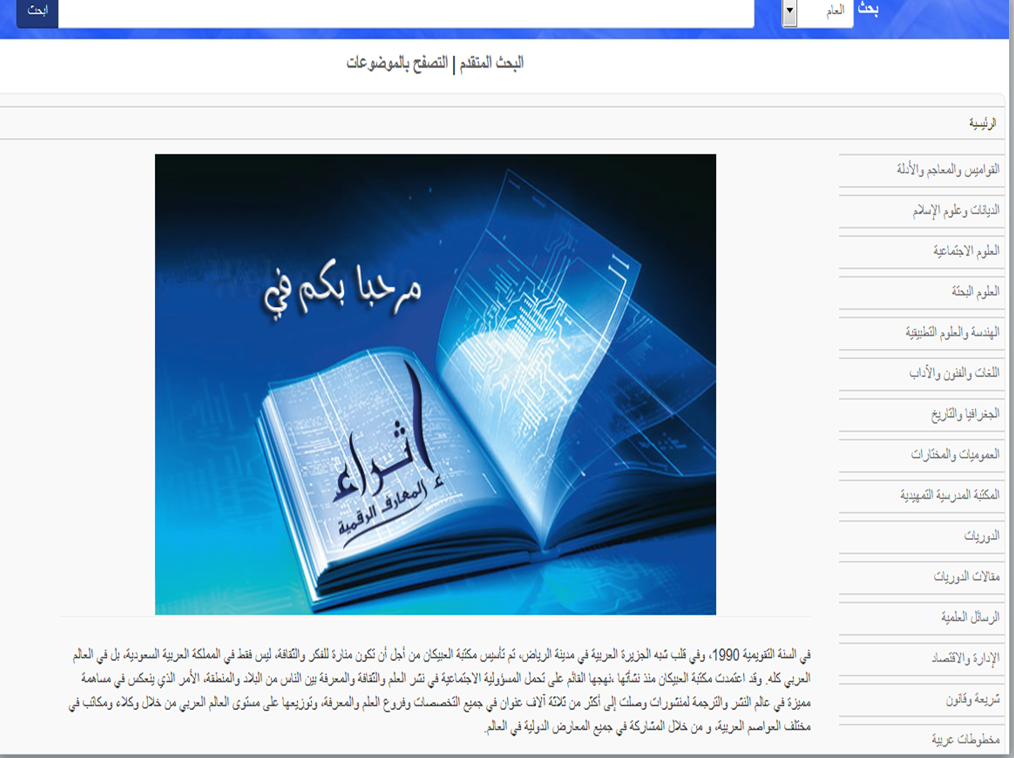 بحث العام ابحث
البحث المتقدم | التصفح بالموضوعات
الرئيسية
القواميس والمعاجم والأدلة
الديانات وعلوم الإسلام
العلوم الاجتماعية
العلوم البحتة
الهندسة والعلوم التطبيقية
اللغات والفنون والآداب
الجغرافيا والتاريخ
العموميات والمختارات
المكتبة المدرسية التمهيدية
الدوريات
مقالات الدوريات
الرسائل العلمية
الإدارة والاقتصاد
شريعة وقانون
مخطوطات عربية
مرحبا بكم في
إثراء
المعارف الرقمية
في السنة التقويمية 1990، وفي قلب شبه الجزيرة العربية في مدينة الرياض، تم تأسيس مكتبة العبيكان من أجل أن تكون منارة للفكر والثقافة، ليس فقط في المملكة العربية السعودية، بل في العالم
العربي كله. وقد اعتمدت مكتبة العبيكان منذ نشأتها ،نهجها القائم على تحمل المسؤولية الاجتماعية في نشر العلم والثقافة والمعرفة بين الناس من البلاد والمنطقة، الأمر الذي ينعكس في مساهمة
مميزة في عالم النشر والترجمة لمنشورات وصلت إلى أكثر من ثلاثة آلاف عنوان في جميع التخصصات وفروع العلم والمعرفة، وتوزيعها على مستوى العالم العربي من خلال وكلاء ومكاتب في
مختلف العواصم العربية، و من خلال المشاركة في جميع المعارض الدولية في العالم.